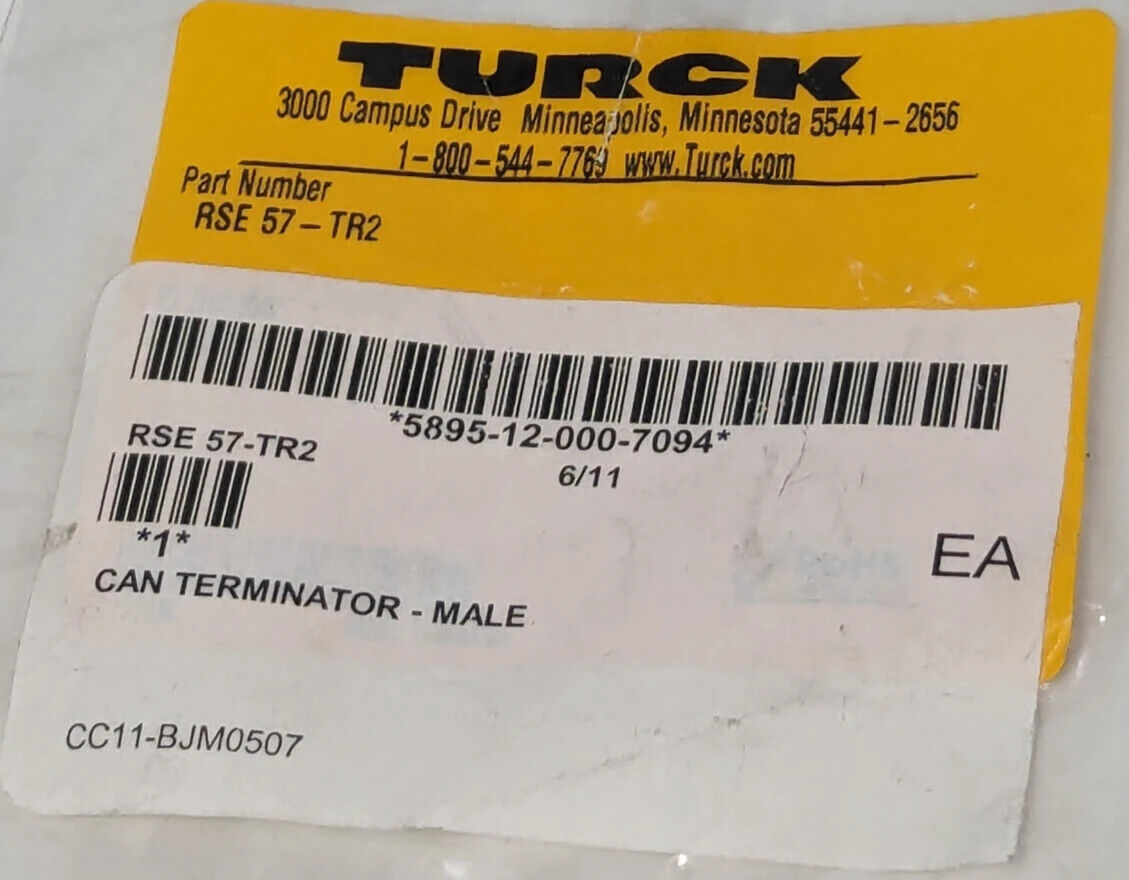 TURCK
3000 Campus Drive Minneapolis, Minnesota 55441-2656
1-800-544-7769 www.Turck.com
Part Number
RSE 57-TR2
*5895-12-000-7094*
RSE 57-TR2
6/11
*1*
EA
CAN TERMINATOR - MALE
CC11-BJM0507